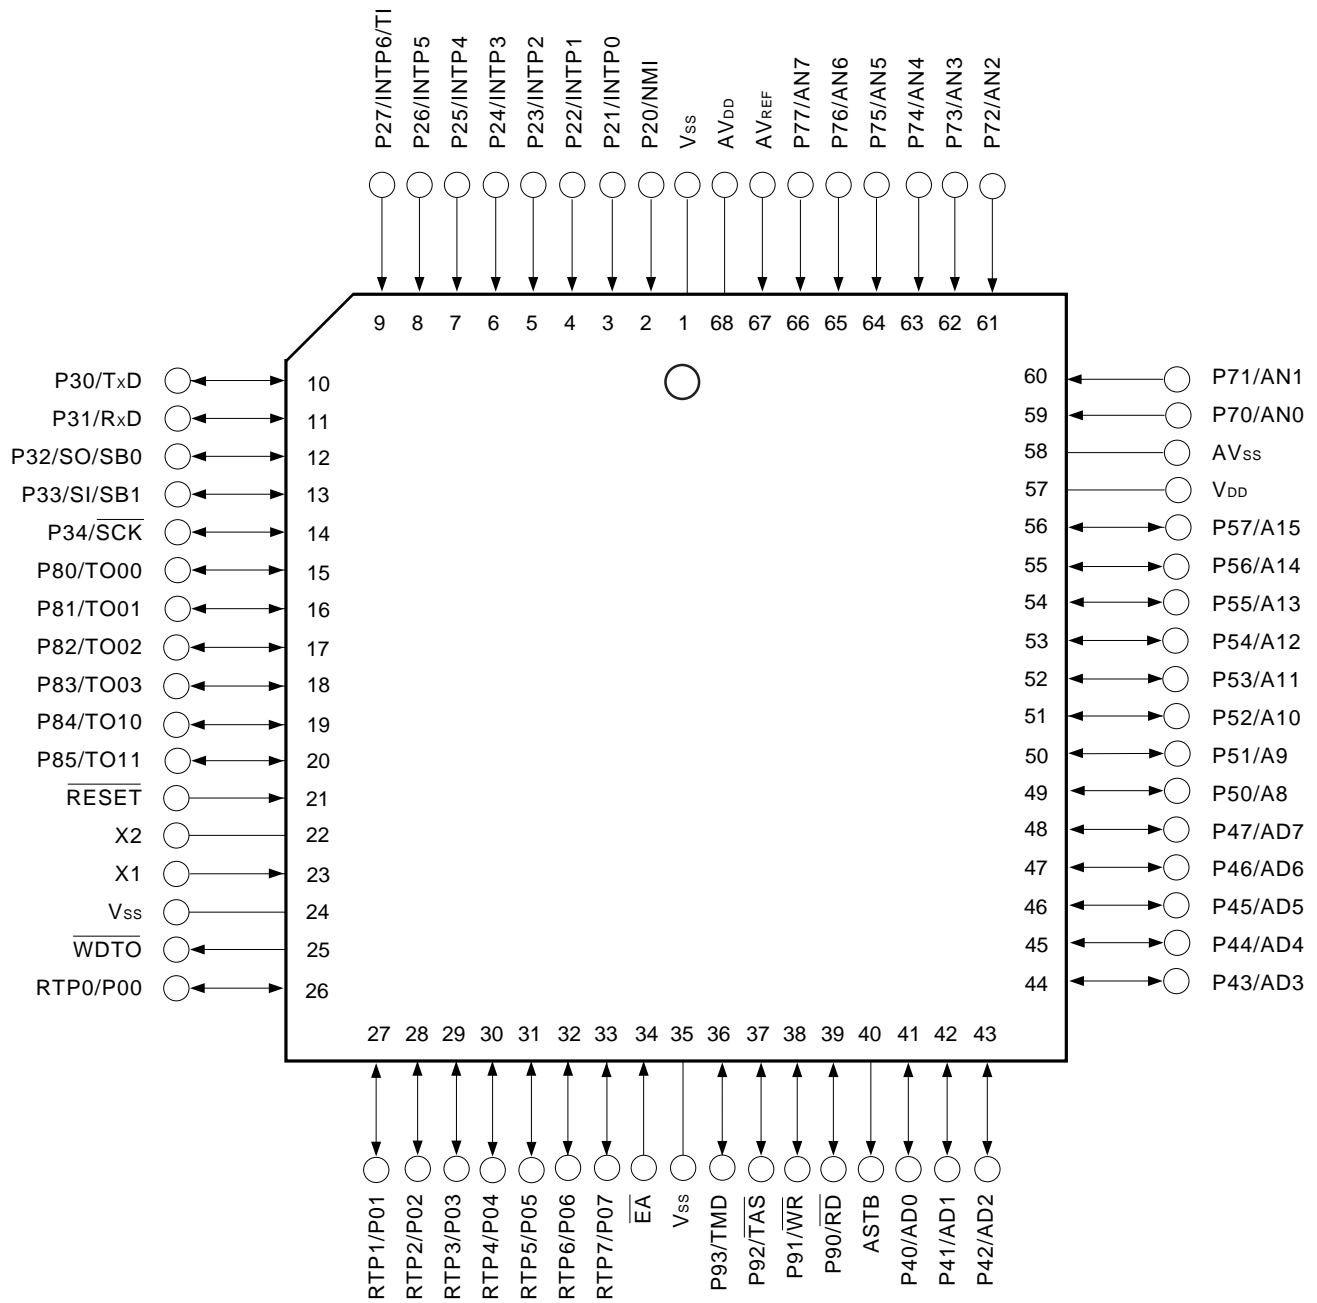 P27/INTP6/TI
P26/INTP5
P25/INTP4
P24/INTP3
P23/INTP2
P22/INTP1
P21/INTP0
P20/NMI
Vss
AVDD
AVREF
P77/AN7
P76/AN6
P75/AN5
P74/AN4
P73/AN3
P72/AN2
9 8 7 6 5 4 3 2 1 68 67 66 65 64 63 62 61
P30/TxD 10
P31/RxD 11
P32/SO/SB0 12
P33/SI/SB1 13
P34/S̅C̅K̅ 14
P80/TO00 15
P81/TO01 16
P82/TO02 17
P83/TO03 18
P84/TO10 19
P85/TO11 20
R̅E̅S̅E̅T̅ 21
X2 22
X1 23
Vss 24
W̅D̅T̅O̅ 25
RTP0/P00 26
60 P71/AN1
59 P70/AN0
58 AVss
57 VDD
56 P57/A15
55 P56/A14
54 P55/A13
53 P54/A12
52 P53/A11
51 P52/A10
50 P51/A9
49 P50/A8
48 P47/AD7
47 P46/AD6
46 P45/AD5
45 P44/AD4
44 P43/AD3
27 28 29 30 31 32 33 34 35 36 37 38 39 40 41 42 43
RTP1/P01
RTP2/P02
RTP3/P03
RTP4/P04
RTP5/P05
RTP6/P06
RTP7/P07
E̅A̅
Vss
P93/TMD
P92/T̅A̅S̅
P91/W̅R̅
P90/R̅D̅
ASTB
P40/AD0
P41/AD1
P42/AD2